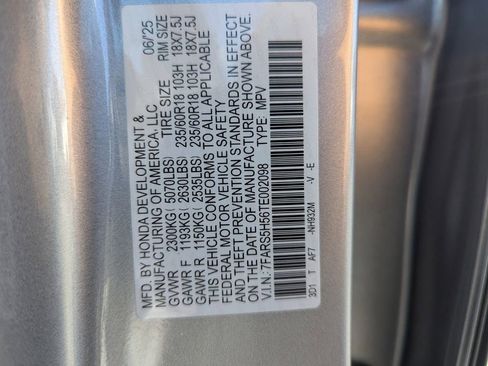 MFD. BY HONDA DEVELOPMENT &
MANUFACTURING OF AMERICA, LLC 06/'25
TIRE SIZE RIM SIZE
GVWR 2300KG( 5070LBS)
GAWR F 1193KG( 2630LBS) 235/60R18 103H 18X7.5J
GAWR R 1150KG( 2535LBS) 235/60R18 103H 18X7.5J
THIS VEHICLE CONFORMS TO ALL APPLICABLE
FEDERAL MOTOR VEHICLE SAFETY
AND THEFT PREVENTION STANDARDS IN EFFECT
ON THE DATE OF MANUFACTURE SHOWN ABOVE.
V.I.N.: 7FARS5H56TE002098 TYPE: MPV
3D1 T AF7 -NH932M -V -E